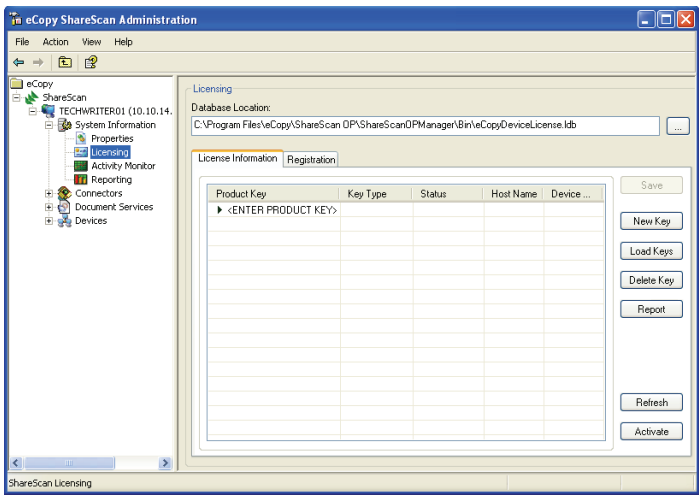 eCopy ShareScan Administration
File Action View Help
eCopy
ShareScan
TECHWRITER01 (10.10.14.
System Information
Properties
Licensing
Activity Monitor
Reporting
Connectors
Document Services
Devices
Licensing
Database Location:
C:\Program Files\eCopy\ShareScan OP\ShareScanOPManager\Bin\eCopyDeviceLicense.ldb
...
License Information Registration
Product Key Key Type Status Host Name Device ...
<ENTER PRODUCT KEY>
Save
New Key
Load Keys
Delete Key
Report
Refresh
Activate
ShareScan Licensing